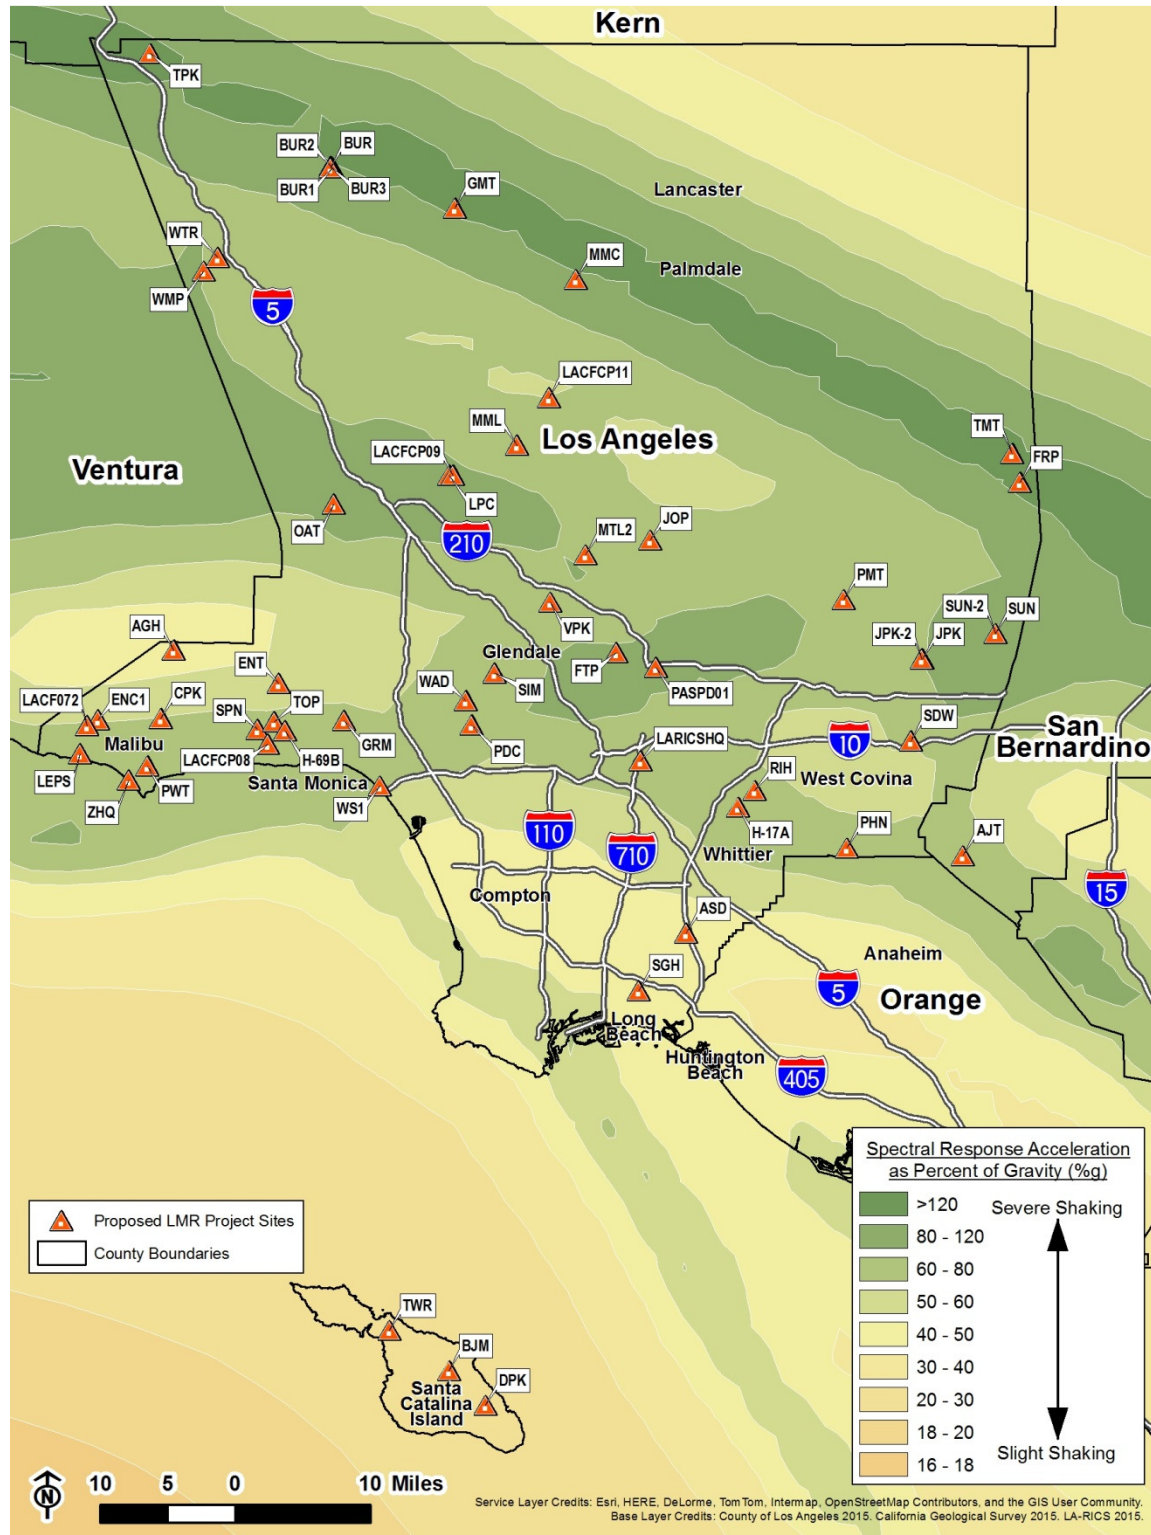 Kern
TPK
BUR2
BUR
BUR1
BUR3
GMT
Lancaster
WTR
MMC
Palmdale
WMP
5
LACFCP11
MML
Los Angeles
TMT
LACFCP09
FRP
Ventura
LPC
OAT
210
MTL2
JOP
PMT
VPK
SUN-2
SUN
AGH
JPK-2
JPK
Glendale
ENT
FTP
WAD
SIM
PASPD01
LACF072
ENC1
CPK
SPN
TOP
SDW
San
Bernardino
Malibu
GRM
PDC
LARICSHQ
10
LEPS
LACFCP08
H-69B
RIH
West Covina
Santa Monica
ZHQ
PWT
WS1
110
710
H-17A
PHN
AJT
Whittier
15
Compton
ASD
Anaheim
SGH
5
Orange
Long
Beach
Huntington
Beach
405
Spectral Response Acceleration
as Percent of Gravity (%g)
>120
Severe Shaking
80 - 120
60 - 80
50 - 60
40 - 50
30 - 40
20 - 30
18 - 20
Slight Shaking
16 - 18
Proposed LMR Project Sites
County Boundaries
TWR
BJM
DPK
Santa
Catalina
Island
N
10 5 0 10 Miles
Service Layer Credits: Esri, HERE, DeLorme, TomTom, Intermap, OpenStreetMap Contributors, and the GIS User Community.
Base Layer Credits: County of Los Angeles 2015. California Geological Survey 2015. LA-RICS 2015.